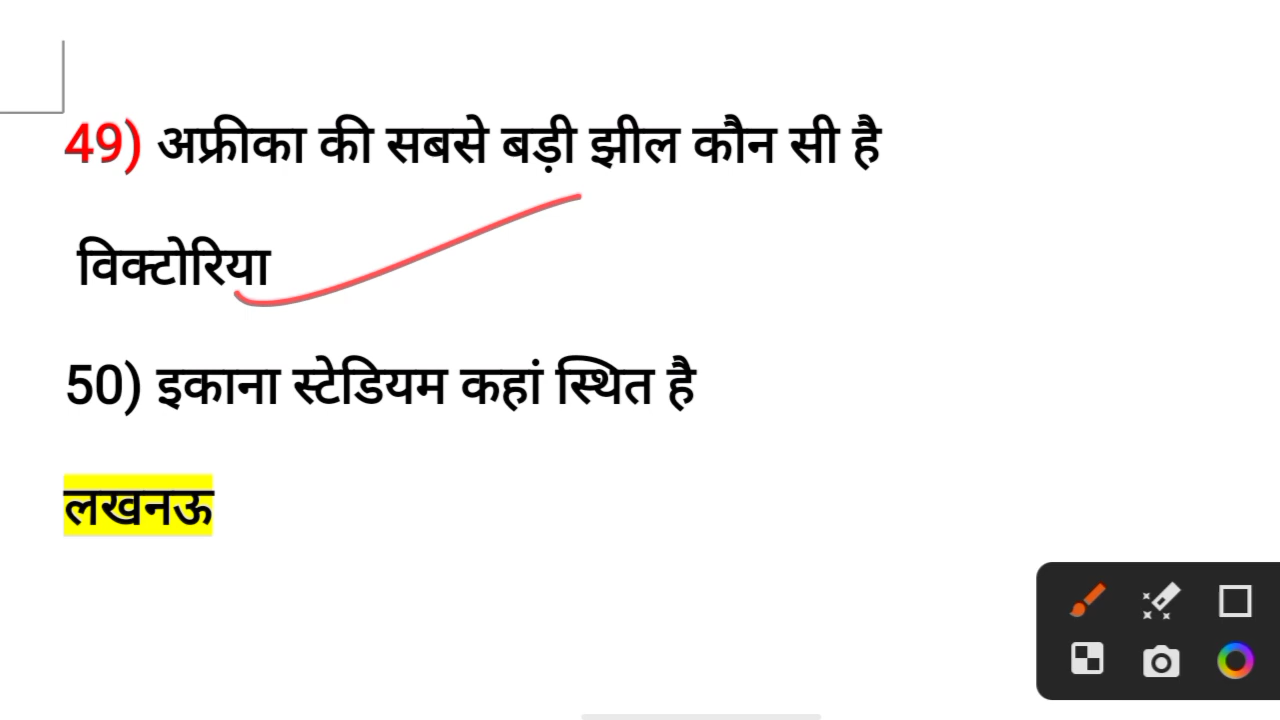 49) अफ्रीका की सबसे बड़ी झील कौन सी है
विक्टोरिया
50) इकाना स्टेडियम कहां स्थित है
लखनऊ